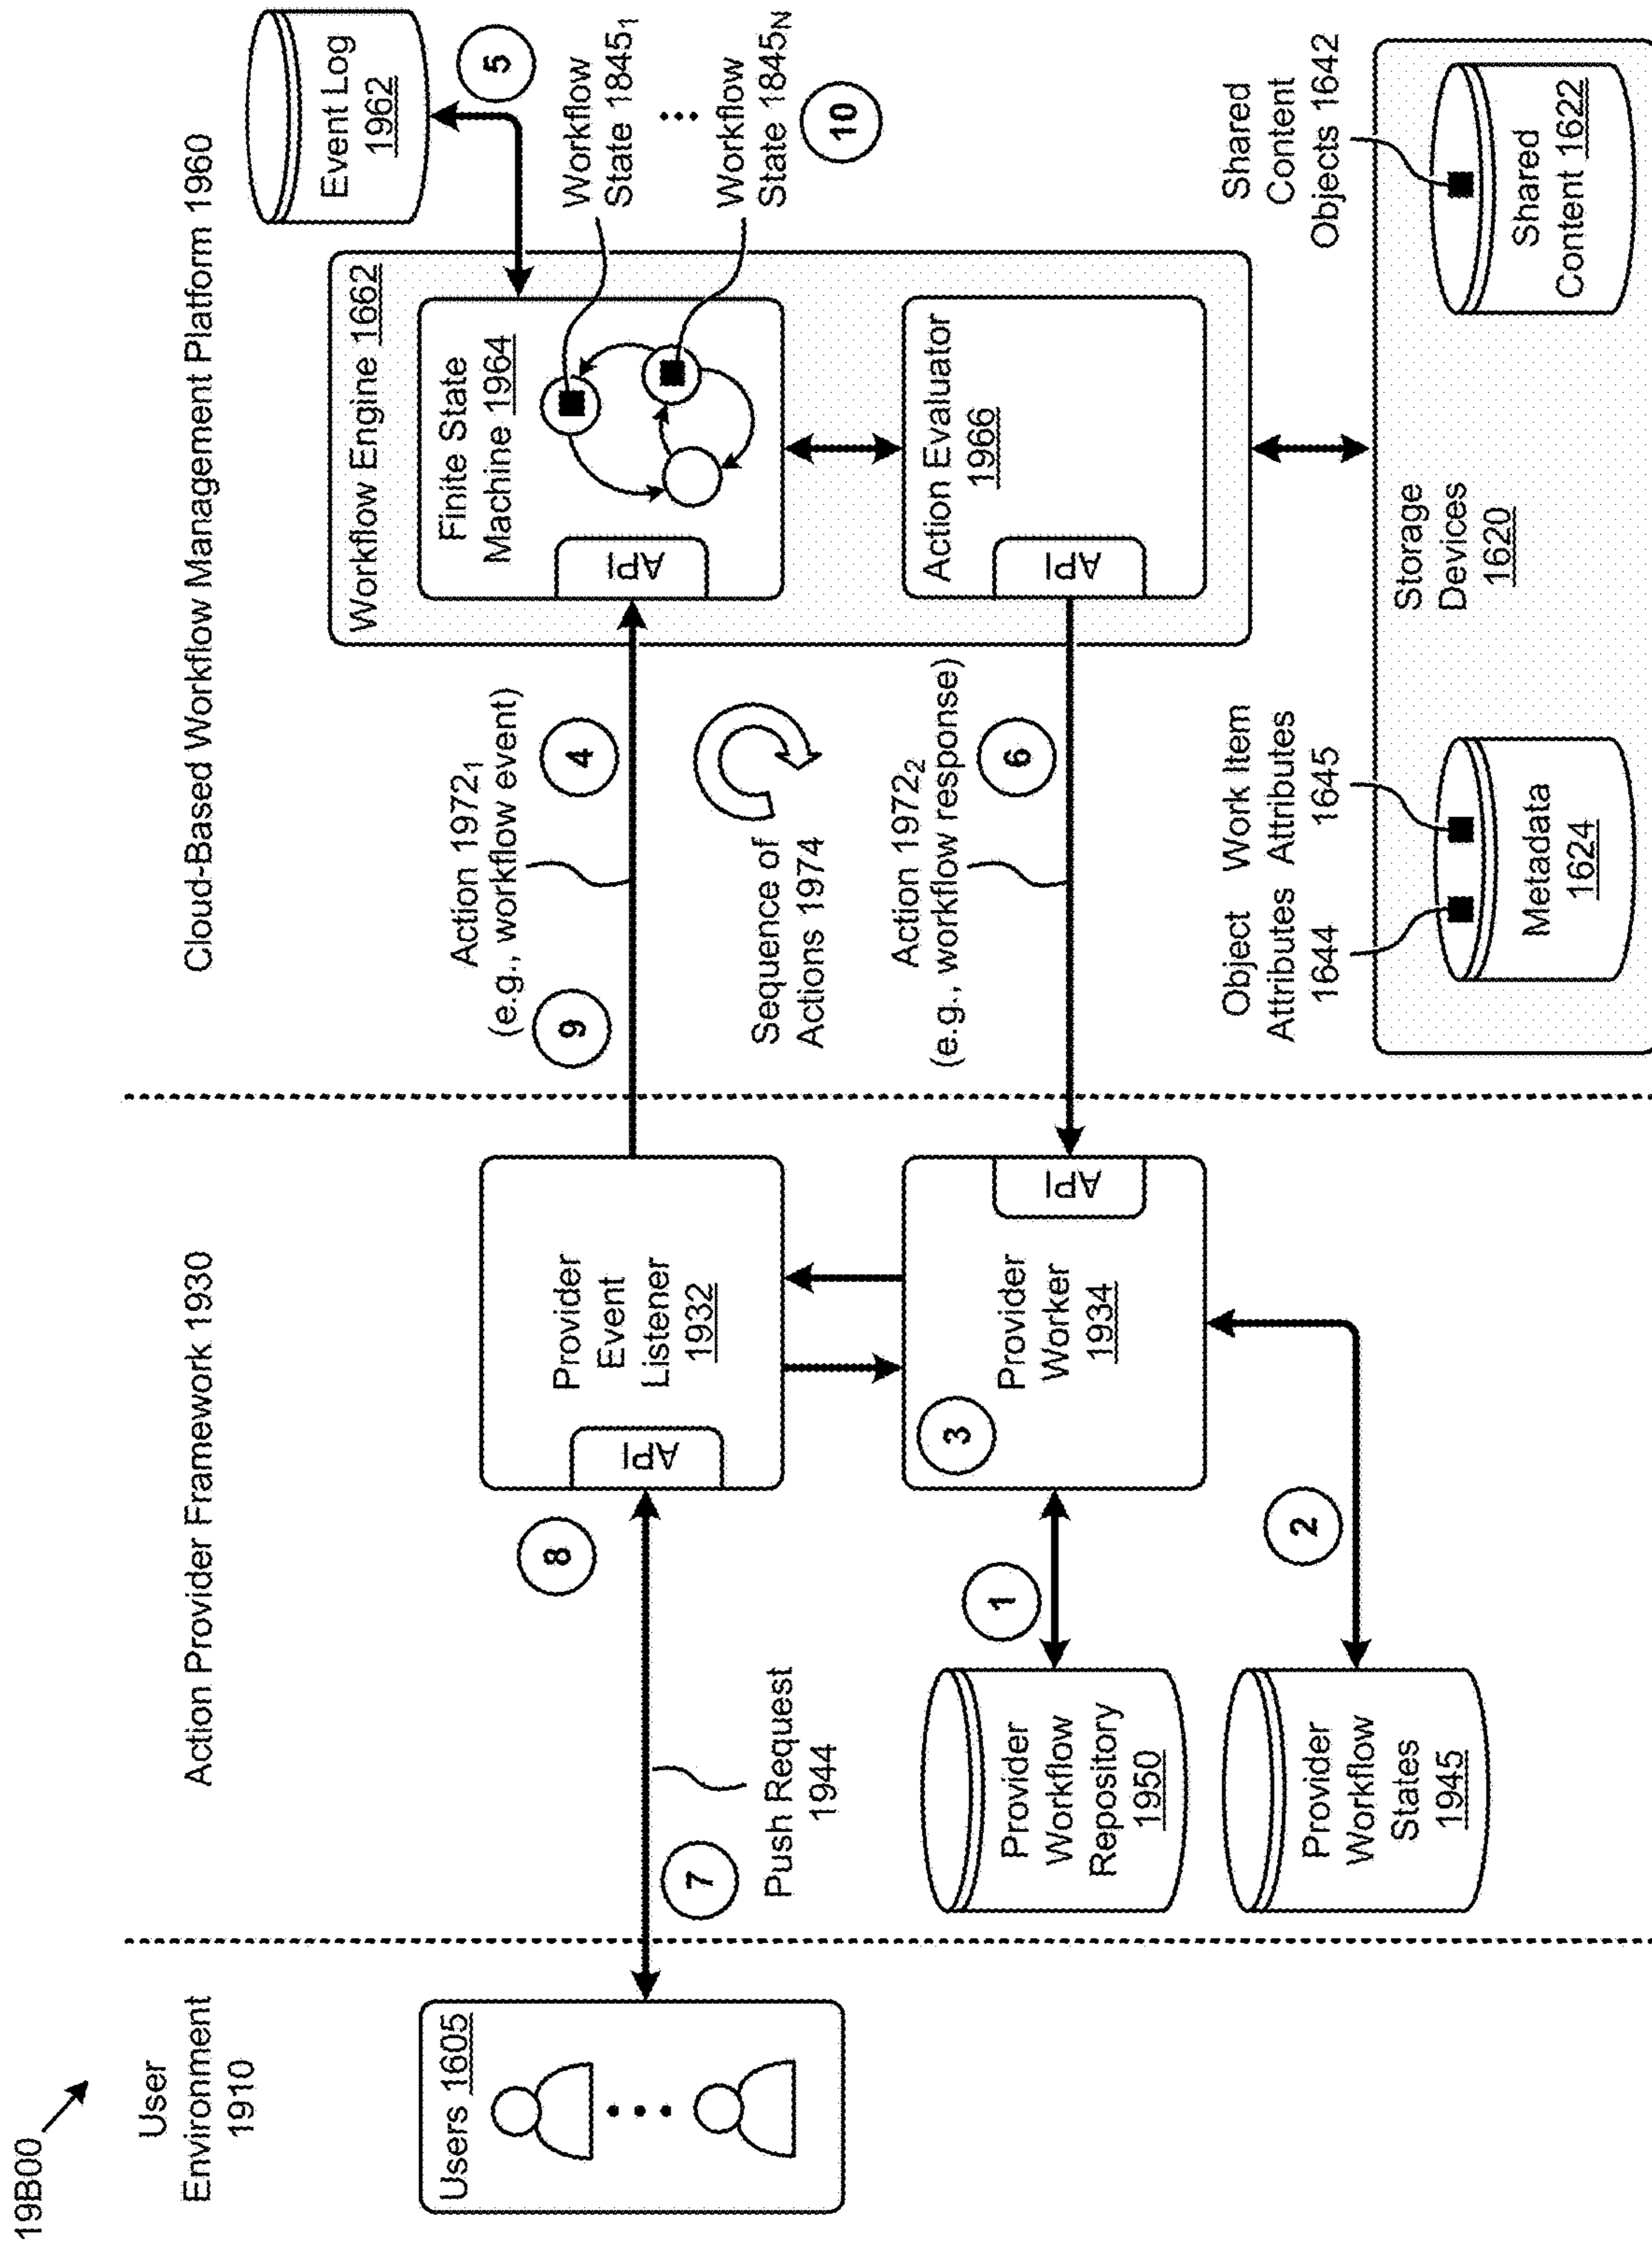 19B00
User
Environment
1910
Action Provider Framework 1930
Cloud-Based Workflow Management Platform 1960
Users 1605
7
Push Request
1944
8
API
Provider
Event
Listener
1932
1
Provider
Workflow
Repository
1950
2
Provider
Workflow
States
1945
3
Provider
Worker
1934
API
9
Action 1972₁
(e.g., workflow event)
4
Sequence of
Actions 1974
Action 1972₂
(e.g., workflow response)
6
Workflow Engine 1662
Finite State
Machine 1964
API
Action Evaluator
1966
API
Event Log
1962
5
Workflow
State 1845₁
Workflow
State 1845N
10
Object
Attributes
1644
Work Item
Attributes
1645
Metadata
1624
Storage
Devices
1620
Shared
Content
Objects 1642
Shared
Content 1622